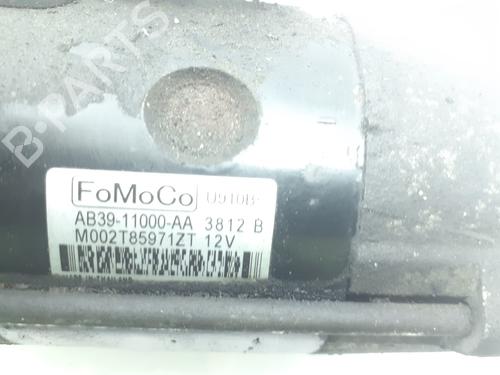 B-PARTS
FoMoCo U910B
AB39-11000-AA 3812 B
M002T85971ZT 12V